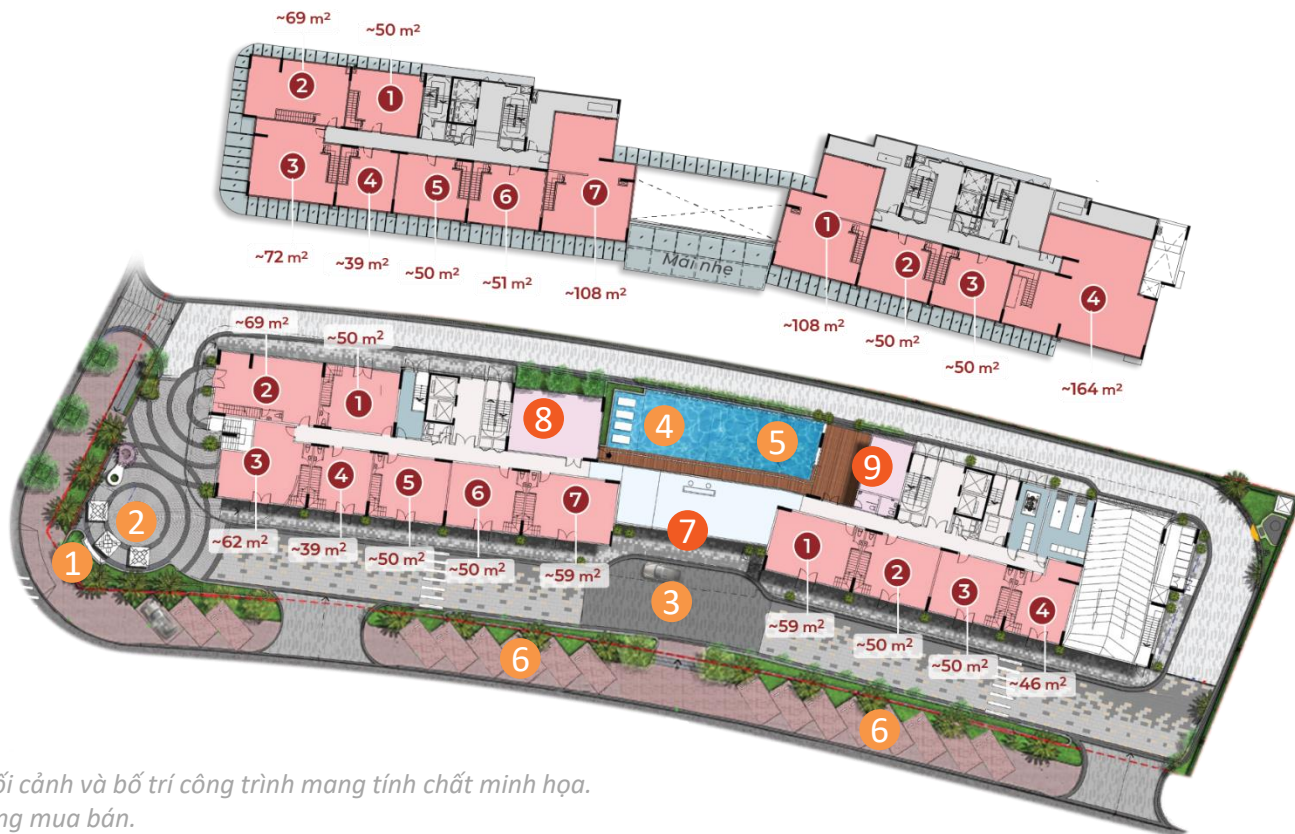 ~69 m²
~50 m²
2
1
3
4
5
6
7
~72 m²
~39 m²
~50 m²
~51 m²
~108 m²
Mái nhẹ
1
2
3
4
~108 m²
~50 m²
~50 m²
~164 m²
~69 m²
~50 m²
2
1
8
4
5
9
3
4
5
6
7
2
1
7
3
1
2
3
4
~62 m²
~39 m²
~50 m²
~50 m²
~59 m²
~59 m²
~50 m²
~50 m²
~46 m²
6
6
ối cảnh và bố trí công trình mang tính chất minh họa.
ng mua bán.